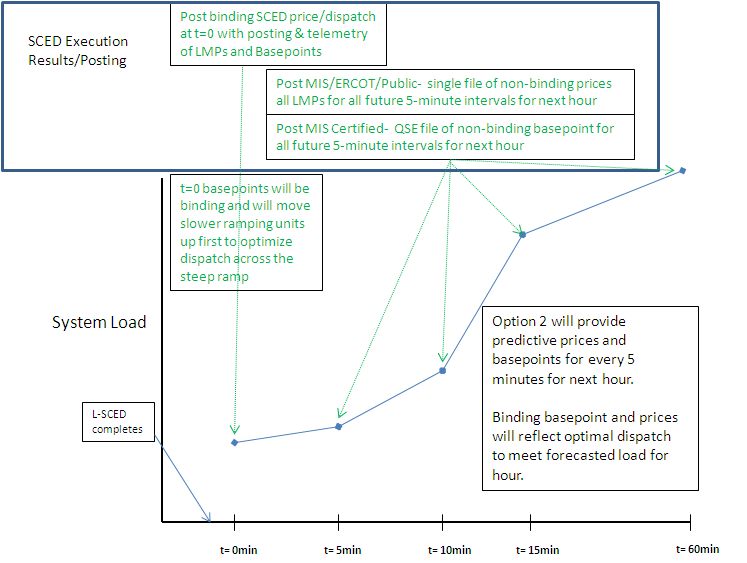 SCED Execution
Results/Posting
Post binding SCED price/dispatch
at t=0 with posting & telemetry
of LMPs and Basepoints
Post MIS/ERCOT/Public- single file of non-binding prices
all LMPs for all future 5-minute intervals for next hour
Post MIS Certified- QSE file of non-binding basepoint for
all future 5-minute intervals for next hour
t=0 basepoints will be
binding and will move
slower ramping units
up first to optimize
dispatch across the
steep ramp
System Load
Option 2 will provide
predictive prices and
basepoints for every 5
minutes for next hour.
Binding basepoint and prices
will reflect optimal dispatch
to meet forecasted load for
hour.
L-SCED
completes
t= 0min
t= 5min
t= 10min
t= 15min
t= 60min